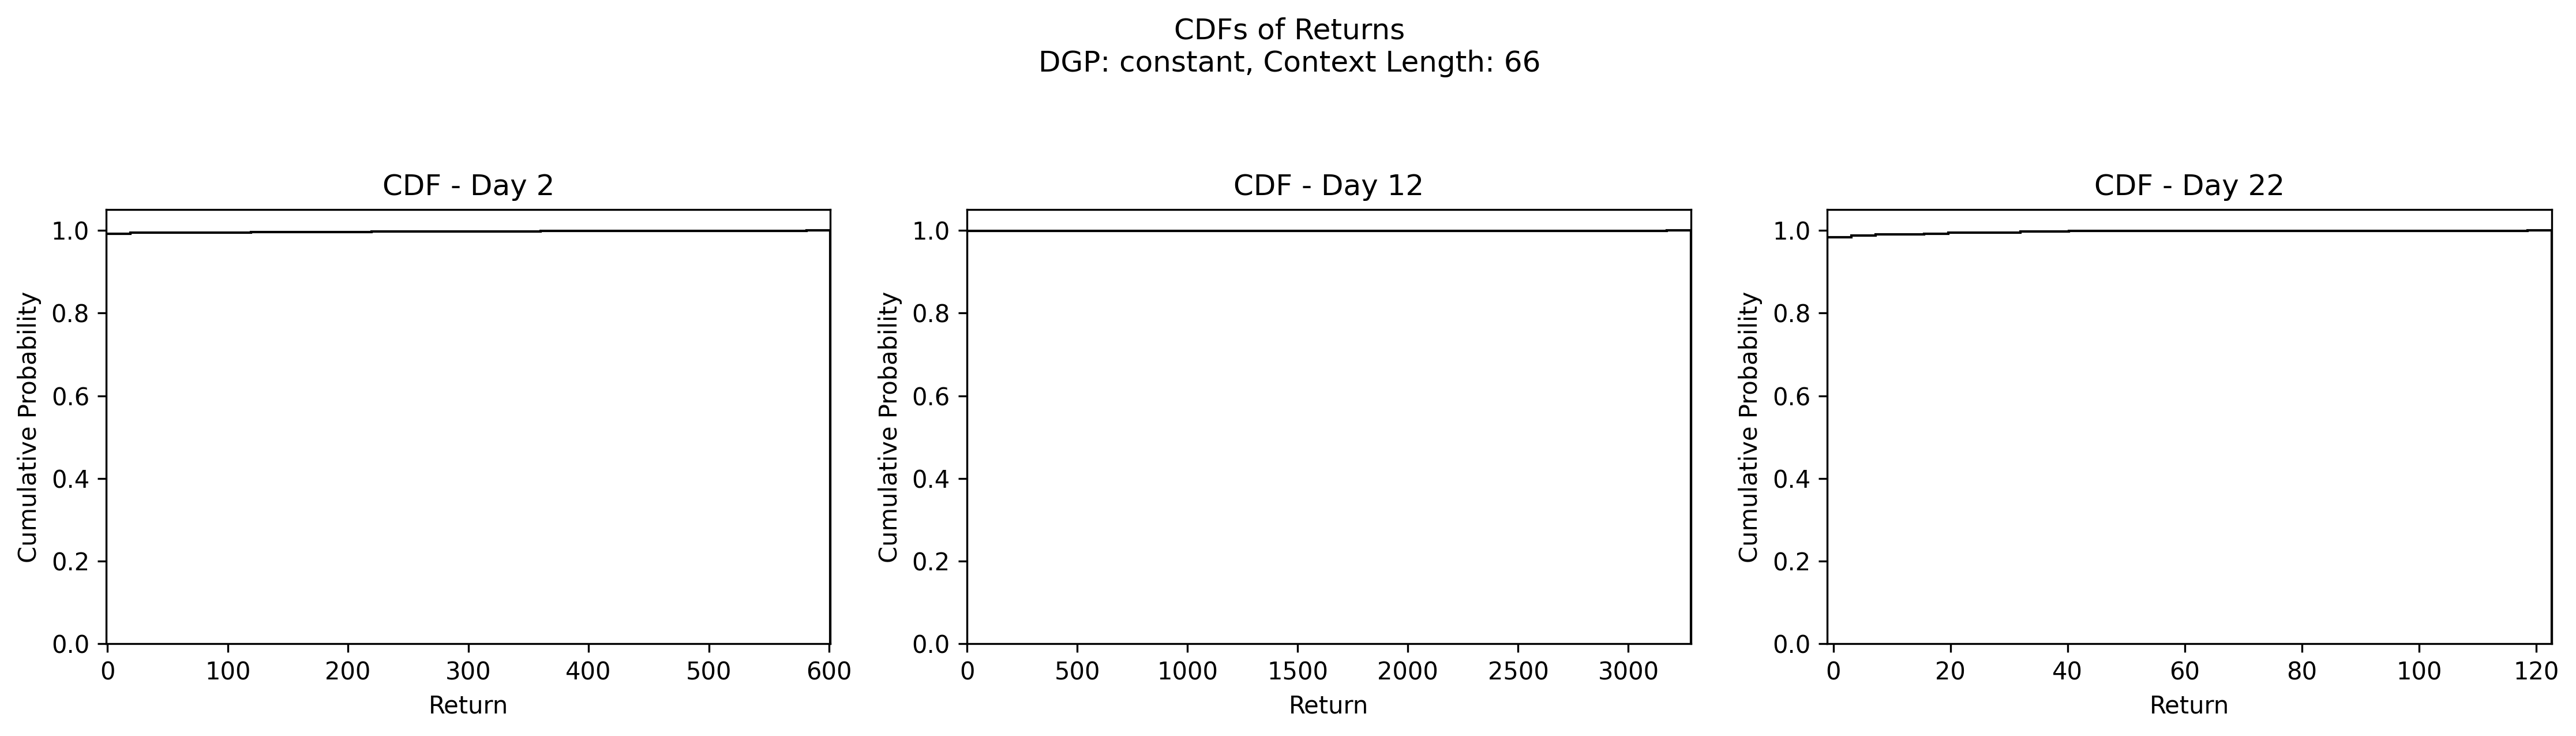 CDFs of Returns
DGP: constant, Context Length: 66
CDF - Day 2
Cumulative Probability
1.0
0.8
0.6
0.4
0.2
0.0
0 100 200 300 400 500 600
Return
CDF - Day 12
Cumulative Probability
1.0
0.8
0.6
0.4
0.2
0.0
0 500 1000 1500 2000 2500 3000
Return
CDF - Day 22
Cumulative Probability
1.0
0.8
0.6
0.4
0.2
0.0
0 20 40 60 80 100 120
Return